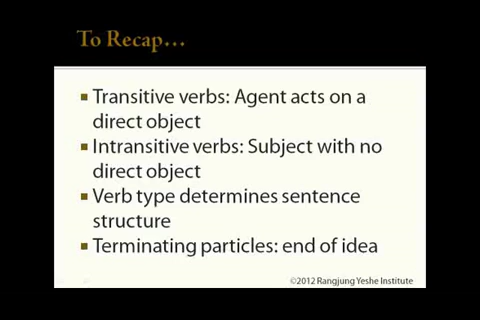 To Recap...
Transitive verbs: Agent acts on a
direct object
Intransitive verbs: Subject with no
direct object
Verb type determines sentence
structure
Terminating particles: end of idea
©2012 Rangjung Yeshe Institute